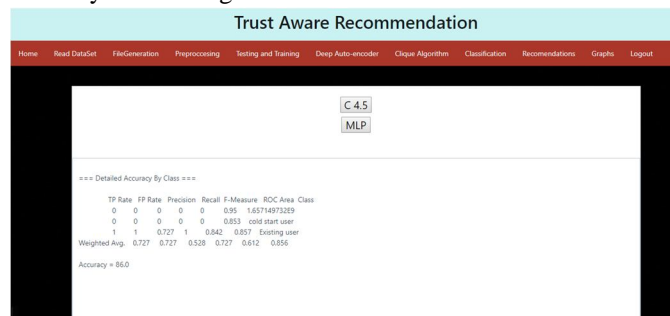 Trust Aware Recommendation
Home Read DataSet FileGeneration Preproccesing Testing and Training Deep Auto-encoder Clique Algorithm Classification Recomendations Graphs Logout
C 4.5
MLP
=== Detailed Accuracy By Class ===
TP Rate FP Rate Precision Recall F-Measure ROC Area Class
0 0 0 0 0 0.95 1.657149732E9
0 0 0 0 0 0.853 cold start user
1 1 0.727 1 0.842 0.857 Existing user
Weighted Avg. 0.727 0.727 0.528 0.727 0.612 0.856
Accuracy = 86.0